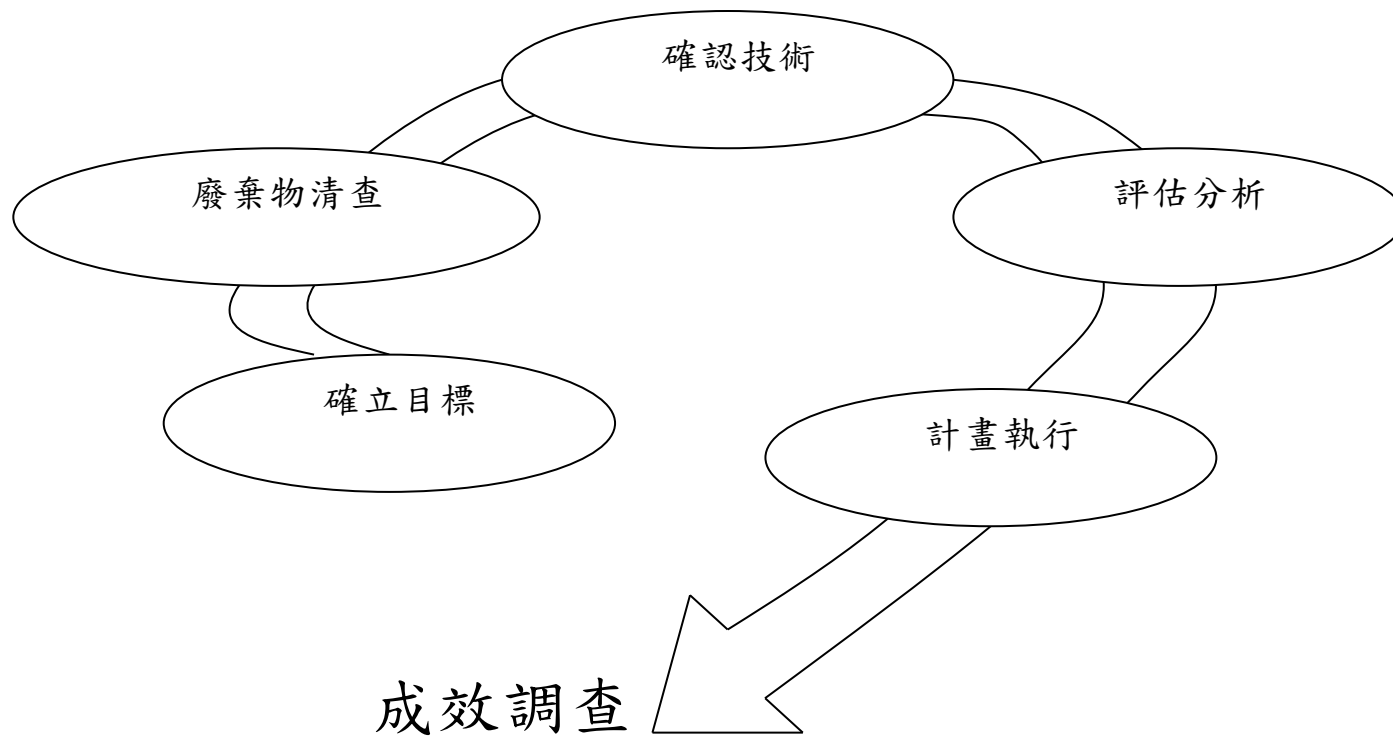 確認技術
廢棄物清查
評估分析
確立目標
計畫執行
成效調查